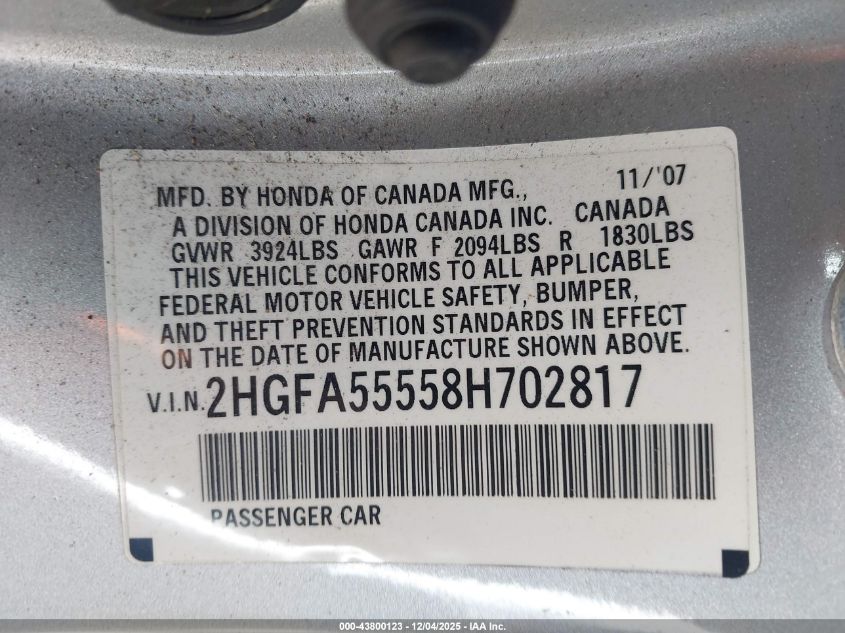 MFD. BY HONDA OF CANADA MFG., 11/'07
A DIVISION OF HONDA CANADA INC. CANADA
GVWR 3924LBS GAWR F 2094LBS R 1830LBS
THIS VEHICLE CONFORMS TO ALL APPLICABLE
FEDERAL MOTOR VEHICLE SAFETY, BUMPER,
AND THEFT PREVENTION STANDARDS IN EFFECT
ON THE DATE OF MANUFACTURE SHOWN ABOVE.
V.I.N. 2HGFA55558H702817
PASSENGER CAR
000-43800123 - 12/04/2025 - IAA Inc.